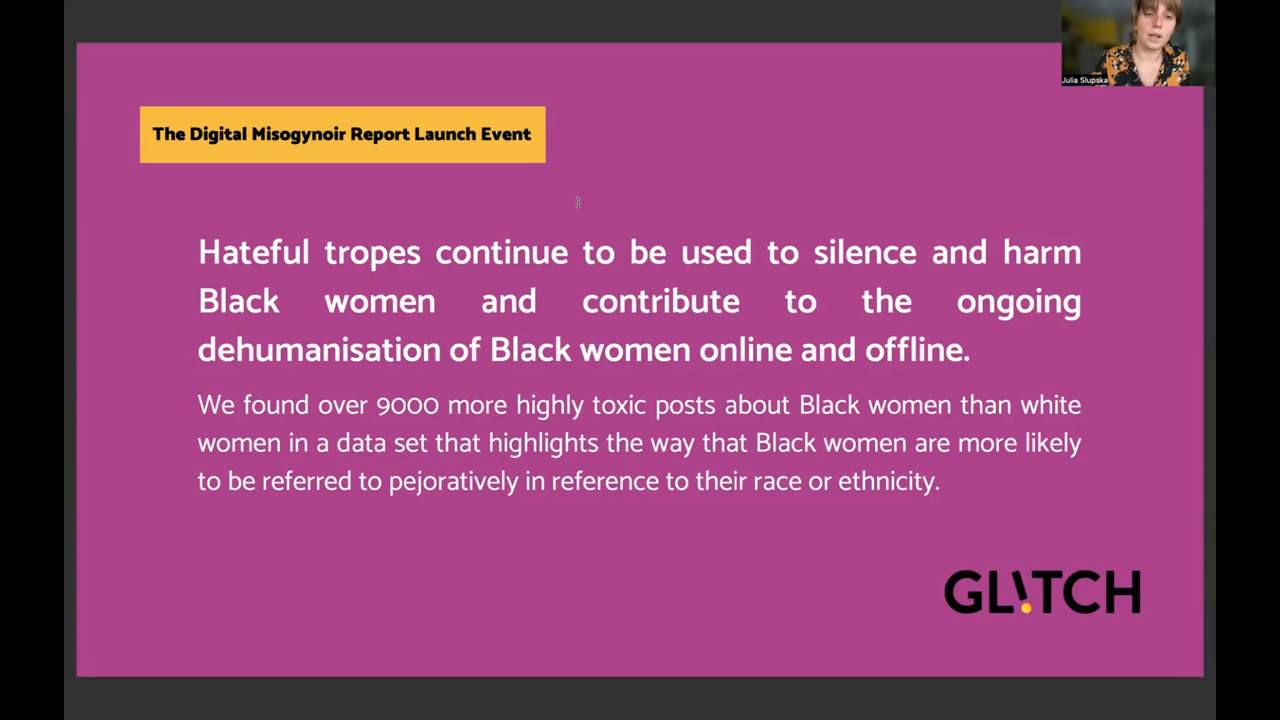 Julia Slupska
The Digital Misogynoir Report Launch Event
Hateful tropes continue to be used to silence and harm
Black women and contribute to the ongoing
dehumanisation of Black women online and offline.
We found over 9000 more highly toxic posts about Black women than white
women in a data set that highlights the way that Black women are more likely
to be referred to pejoratively in reference to their race or ethnicity.
GL!TCH